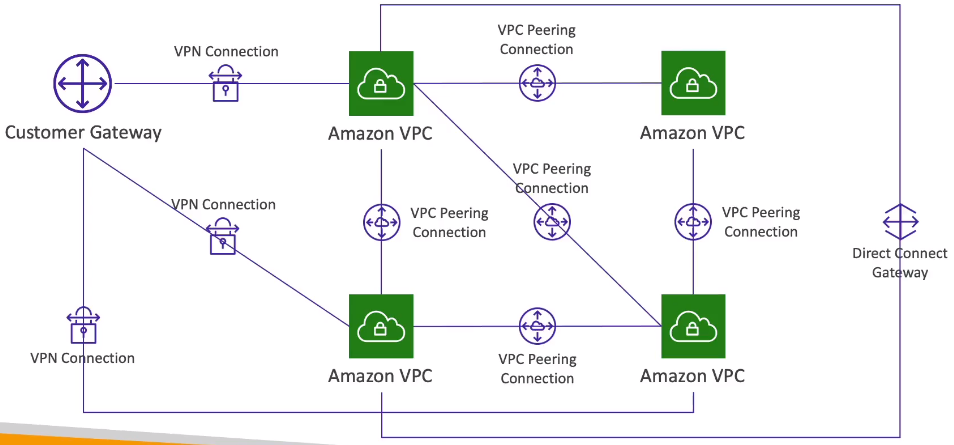 VPC Peering
Connection
VPN Connection
Customer Gateway
Amazon VPC
Amazon VPC
VPC Peering
Connection
VPN Connection
VPC Peering
Connection
VPC Peering
Connection
Direct Connect
Gateway
VPN Connection
VPC Peering
Connection
Amazon VPC
Amazon VPC